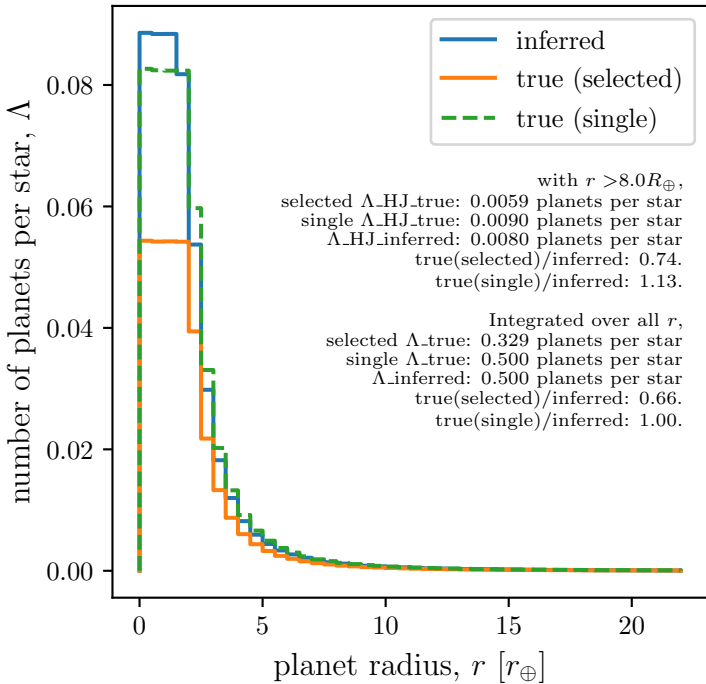 inferred
true (selected)
true (single)
with r >8.0R⊕,
selected Λ_HJ_true: 0.0059 planets per star
single Λ_HJ_true: 0.0090 planets per star
Λ_HJ_inferred: 0.0080 planets per star
true(selected)/inferred: 0.74.
true(single)/inferred: 1.13.
Integrated over all r,
selected Λ_true: 0.329 planets per star
single Λ_true: 0.500 planets per star
Λ_inferred: 0.500 planets per star
true(selected)/inferred: 0.66.
true(single)/inferred: 1.00.
number of planets per star, Λ
0.08
0.06
0.04
0.02
0.00
0 5 10 15 20
planet radius, r [r⊕]